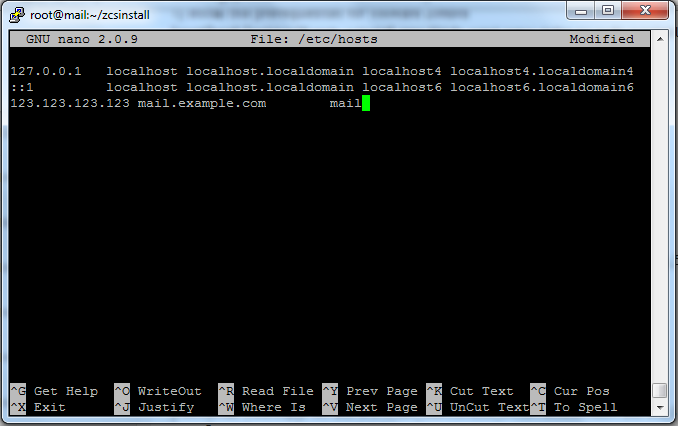 root@mail:~/zcsinstall
GNU nano 2.0.9 File: /etc/hosts Modified
127.0.0.1 localhost localhost.localdomain localhost4 localhost4.localdomain4
::1 localhost localhost.localdomain localhost6 localhost6.localdomain6
123.123.123.123 mail.example.com mail
^G Get Help ^O WriteOut ^R Read File ^Y Prev Page ^K Cut Text ^C Cur Pos
^X Exit ^J Justify ^W Where Is ^V Next Page ^U UnCut Text ^T To Spell